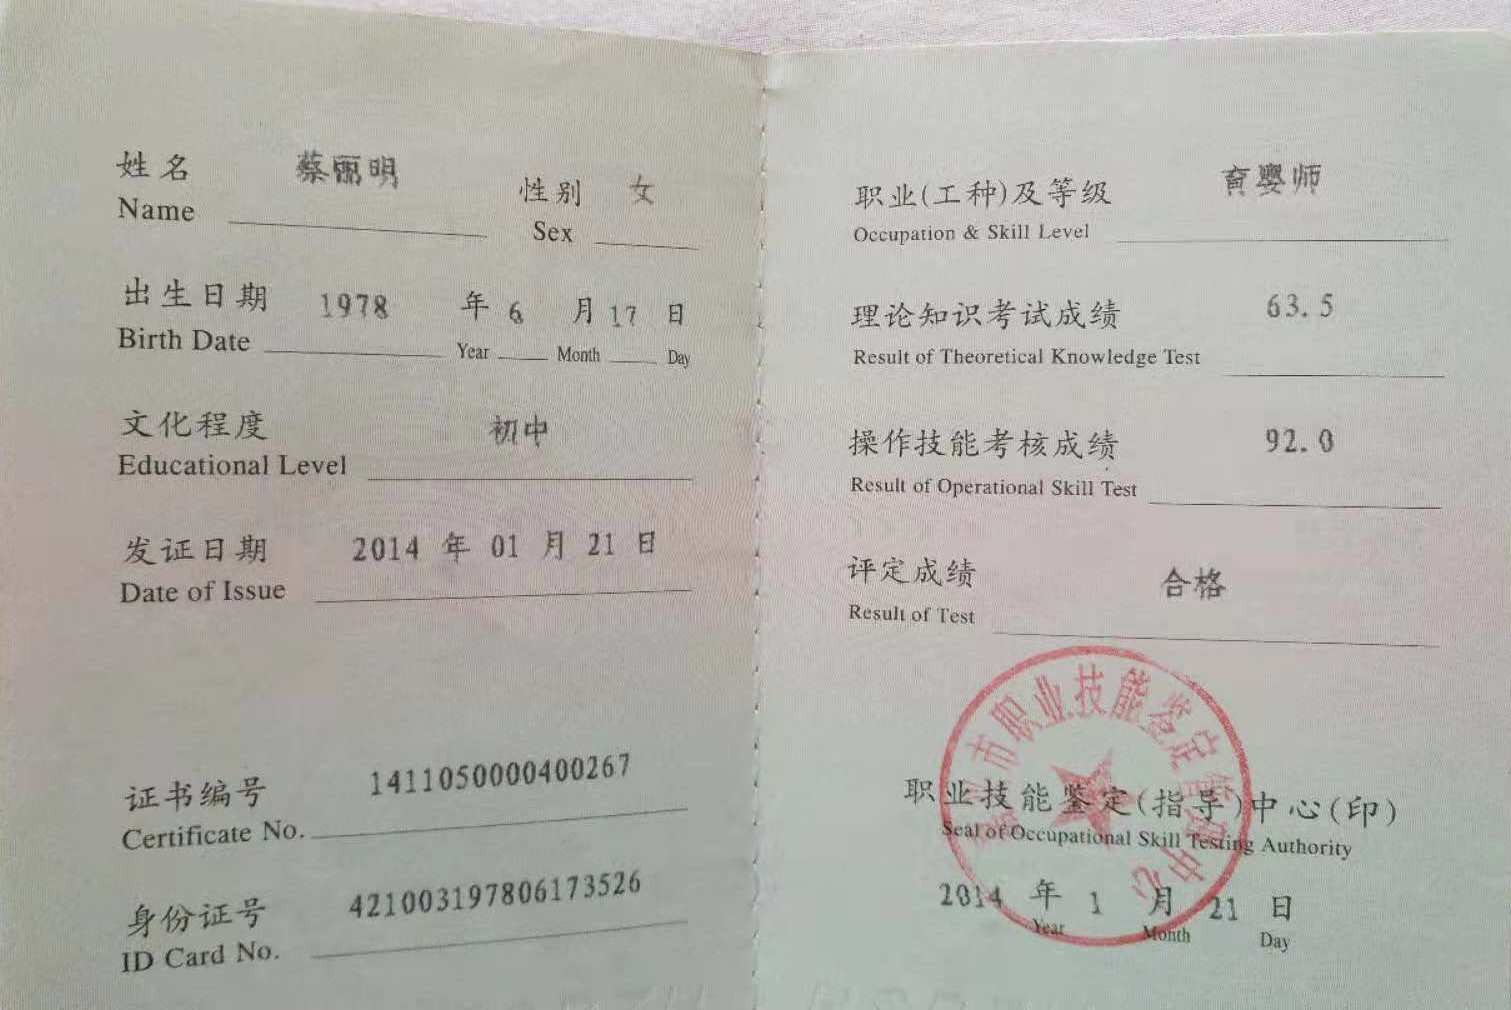 姓名 蔡丽明 性别 女
Name Sex
出生日期 1978 年 6 月 17 日
Birth Date Year Month Day
文化程度 初中
Educational Level
发证日期 2014 年 01 月 21 日
Date of Issue
证书编号 1411050000400267
Certificate No.
身份证号 421003197806173526
ID Card No.
职业(工种)及等级 育婴师
Occupation & Skill Level
理论知识考试成绩 63.5
Result of Theoretical Knowledge Test
操作技能考核成绩 92.0
Result of Operational Skill Test
评定成绩 合格
Result of Test
市职业技能鉴定指导中心
职业技能鉴定(指导)中心(印)
Seal of Occupational Skill Testing Authority
2014 年 1 月 21 日
Year Month Day